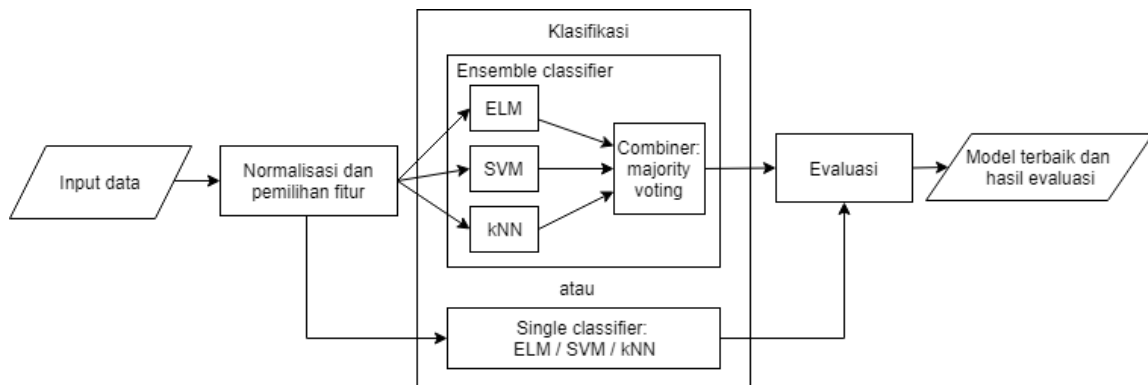 Klasifikasi
Ensemble classifier
ELM
SVM
kNN
Combiner:
majority
voting
Input data
Normalisasi dan
pemilihan fitur
Evaluasi
Model terbaik dan
hasil evaluasi
atau
Single classifier:
ELM / SVM / kNN